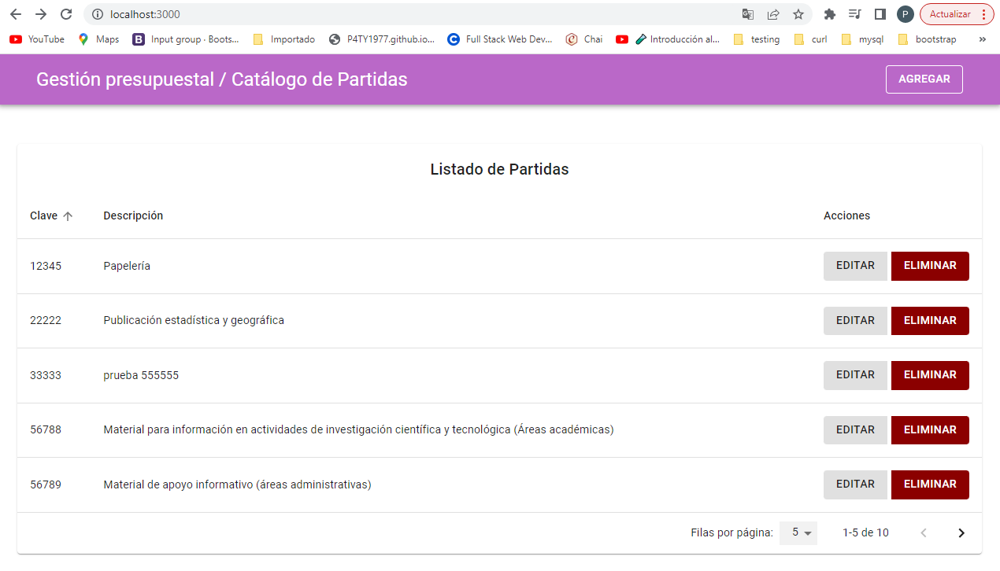 localhost:3000 P Actualizar
YouTube Maps B Input group · Boots... Importado P4TY1977.github.io... C Full Stack Web Dev... Chai Introducción al... testing curl mysql bootstrap »
Gestión presupuestal / Catálogo de Partidas AGREGAR
Listado de Partidas
Clave Descripción Acciones
12345 Papelería EDITAR ELIMINAR
22222 Publicación estadística y geográfica EDITAR ELIMINAR
33333 prueba 555555 EDITAR ELIMINAR
56788 Material para información en actividades de investigación científica y tecnológica (Áreas académicas) EDITAR ELIMINAR
56789 Material de apoyo informativo (áreas administrativas) EDITAR ELIMINAR
Filas por página: 5 1-5 de 10